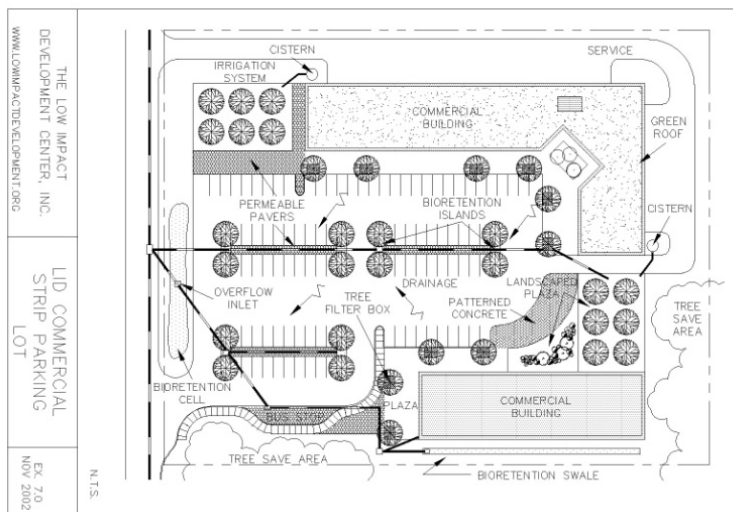 THE LOW IMPACT
DEVELOPMENT CENTER, INC.
WWW.LOWIMPACTDEVELOPMENT.ORG
LID COMMERCIAL
STRIP PARKING
LOT
EX. 7.0
NOV 2002
N.T.S.
CISTERN
IRRIGATION
SYSTEM
SERVICE
COMMERCIAL
BUILDING
GREEN
ROOF
PERMEABLE
PAVERS
BIORETENTION
ISLANDS
CISTERN
OVERFLOW
INLET
TREE
FILTER BOX
DRAINAGE
PATTERNED
CONCRETE
LANDSCAPED
PLAZA
TREE
SAVE
AREA
BIORETENTION
CELL
BUS STOP
PLAZA
COMMERCIAL
BUILDING
TREE SAVE AREA
BIORETENTION SWALE